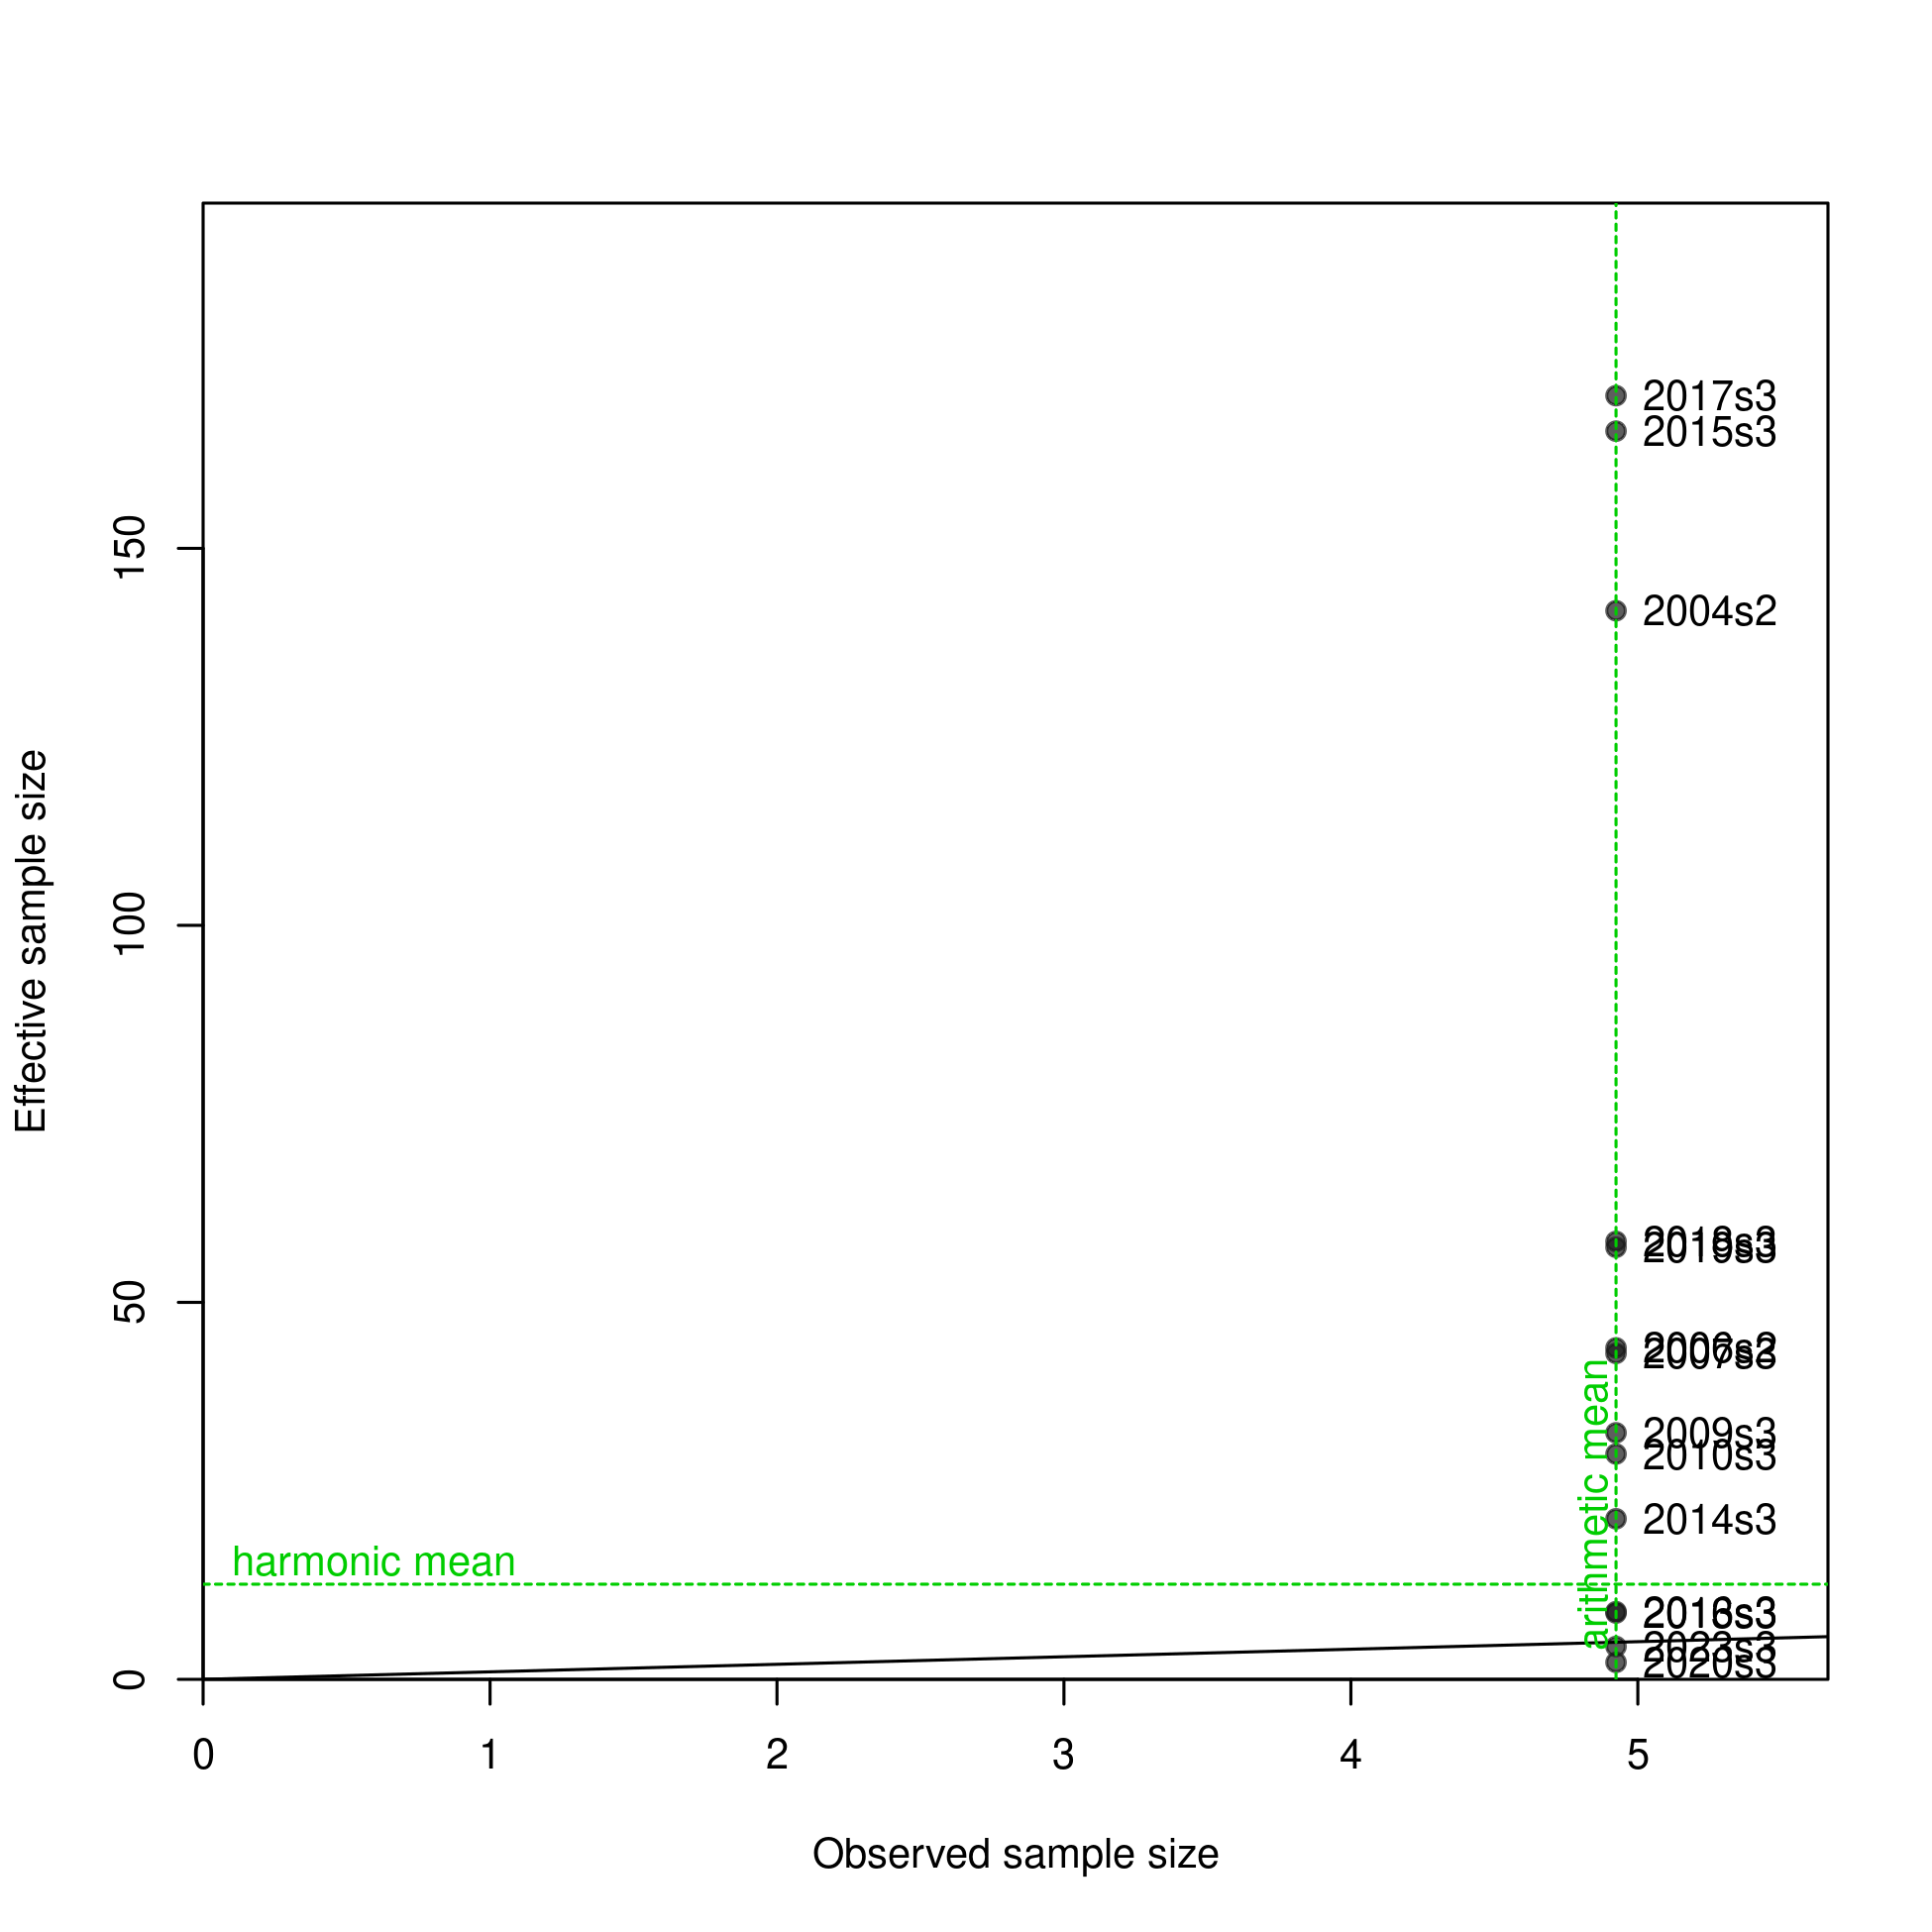 2017s3
2015s3
150
2004s2
100
Effective sample size
50
2009s3
2010s3
2014s3
arithmetic mean
harmonic mean
2020s3
0
0 1 2 3 4 5
Observed sample size